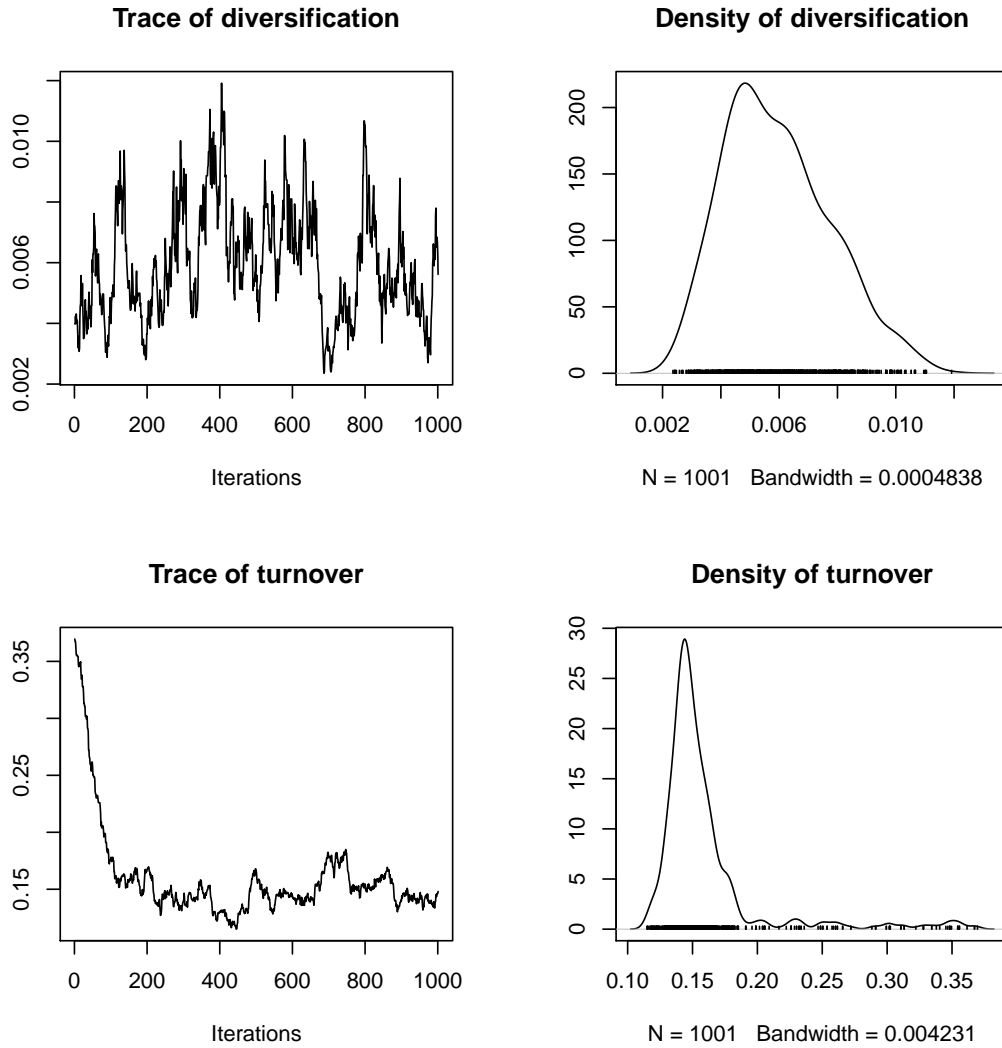 Trace of diversification
0.010
0.006
0.002
0 200 400 600 800 1000
Iterations
Density of diversification
200
150
100
50
0
0.002 0.006 0.010
N = 1001 Bandwidth = 0.0004838
Trace of turnover
0.35
0.25
0.15
0 200 400 600 800 1000
Iterations
Density of turnover
30
25
20
15
10
5
0
0.10 0.15 0.20 0.25 0.30 0.35
N = 1001 Bandwidth = 0.004231